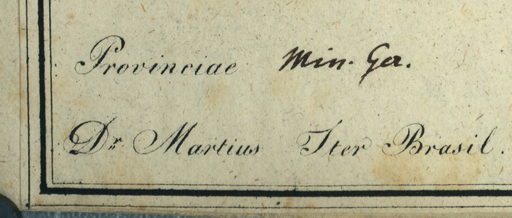 Provinciae Min. Ger.
Dr. Martius Iter Brasil.